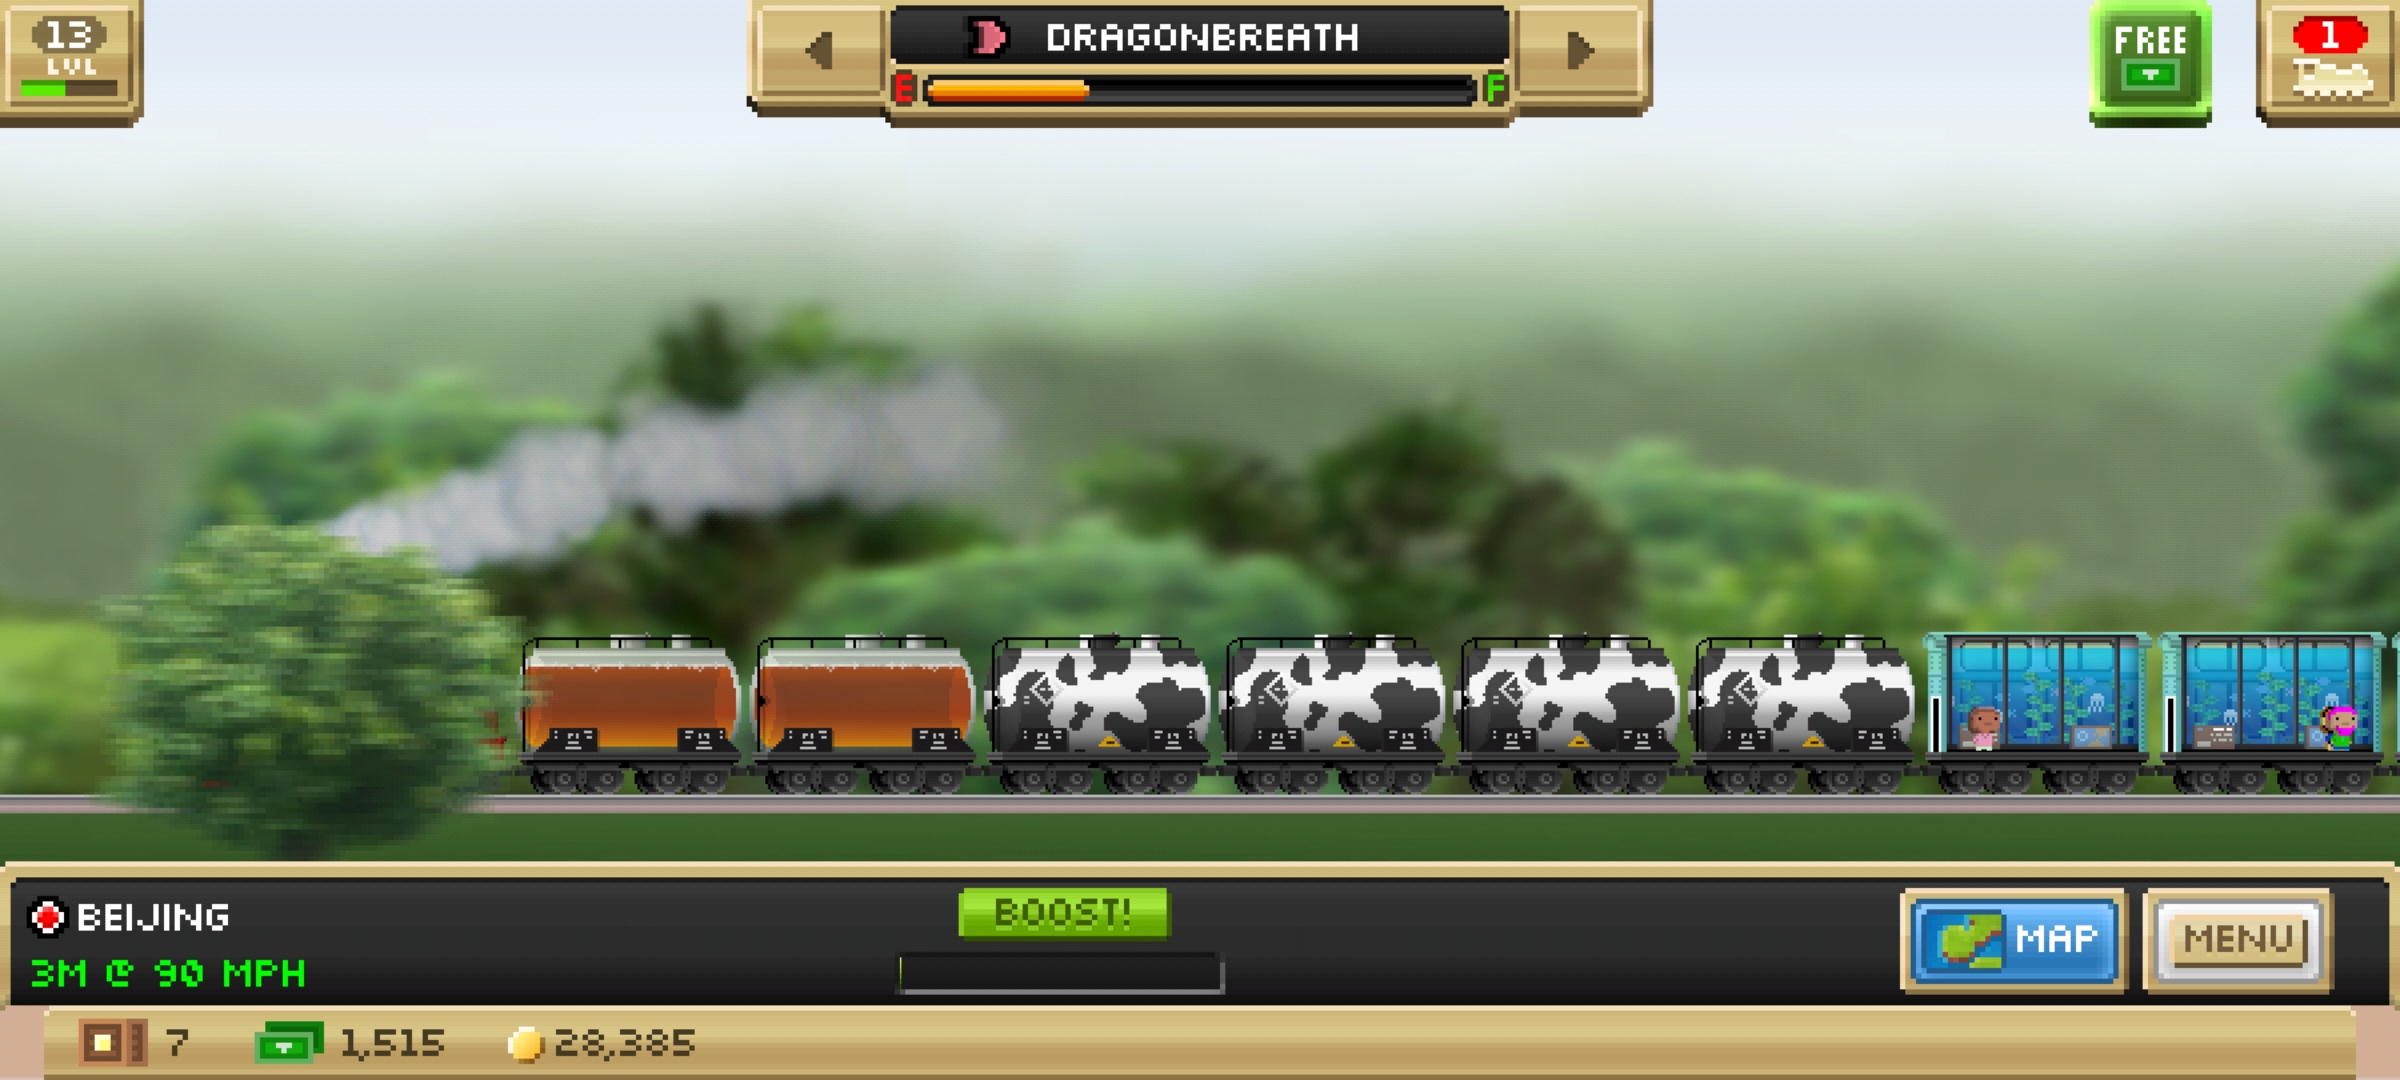 13
LVL
DRAGONBREATH
E F
FREE
1
BEIJING
3M @ 90 MPH
BOOST!
MAP
MENU
7
1,515
28,385